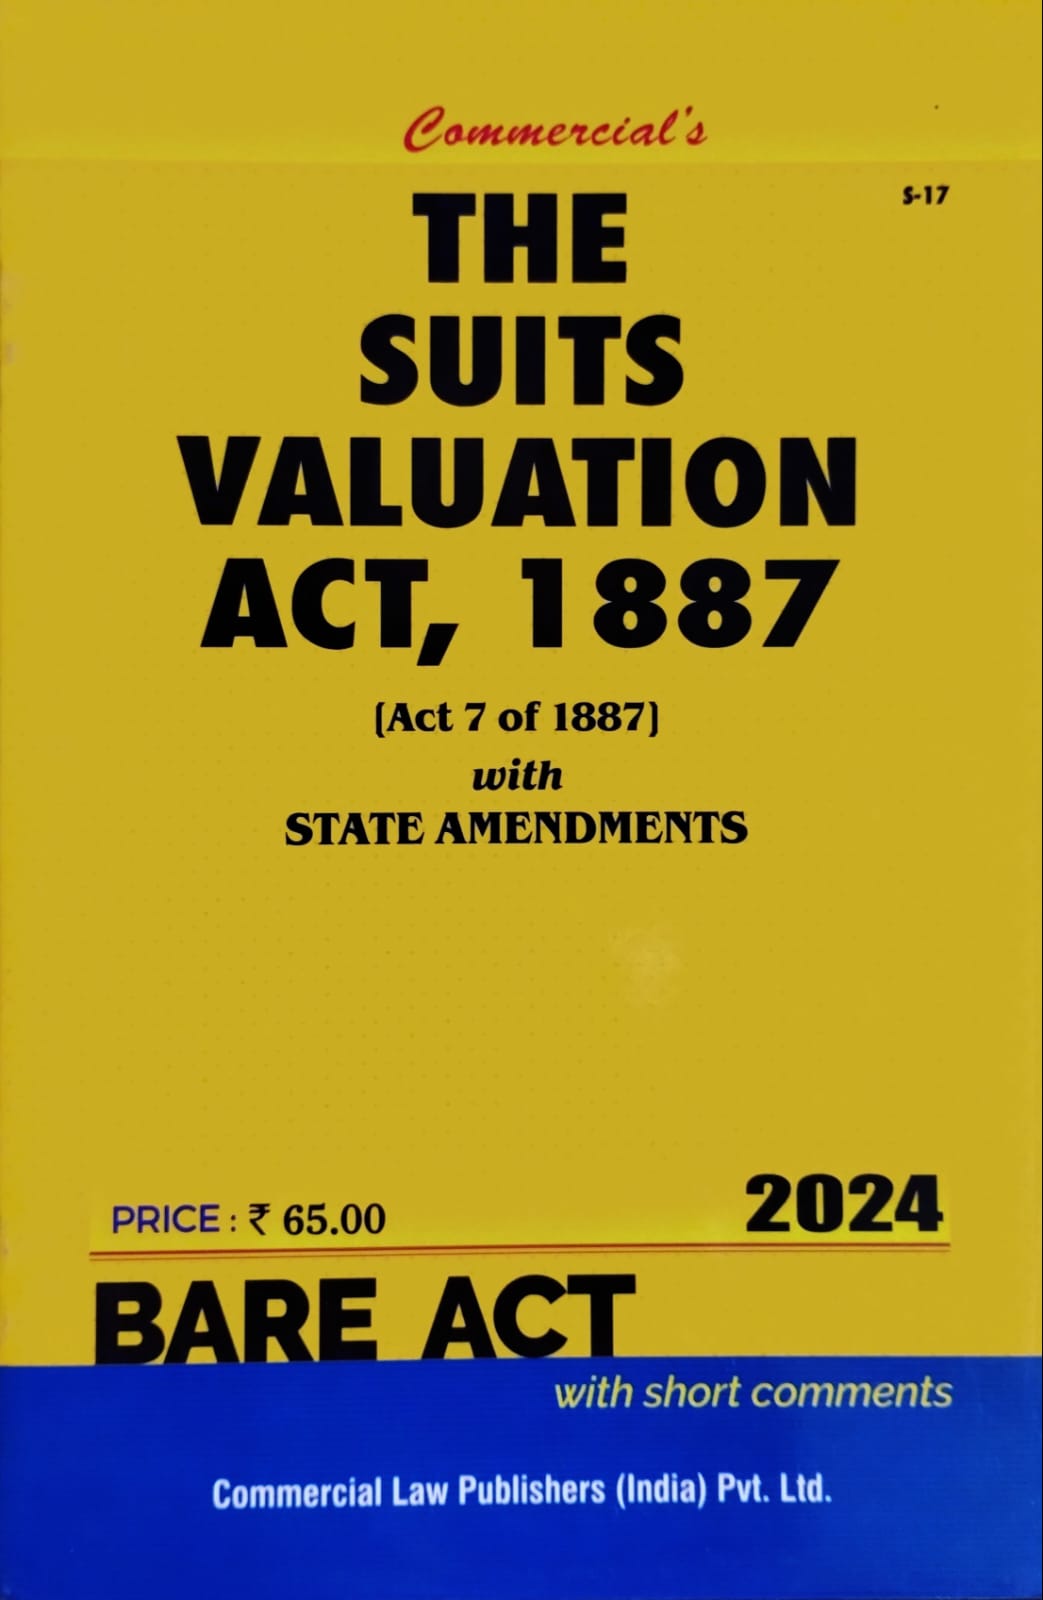 Commercial's
S-17
THE
SUITS
VALUATION
ACT, 1887
(Act 7 of 1887)
with
STATE AMENDMENTS
PRICE : ₹ 65.00
2024
BARE ACT
with short comments
Commercial Law Publishers (India) Pvt. Ltd.